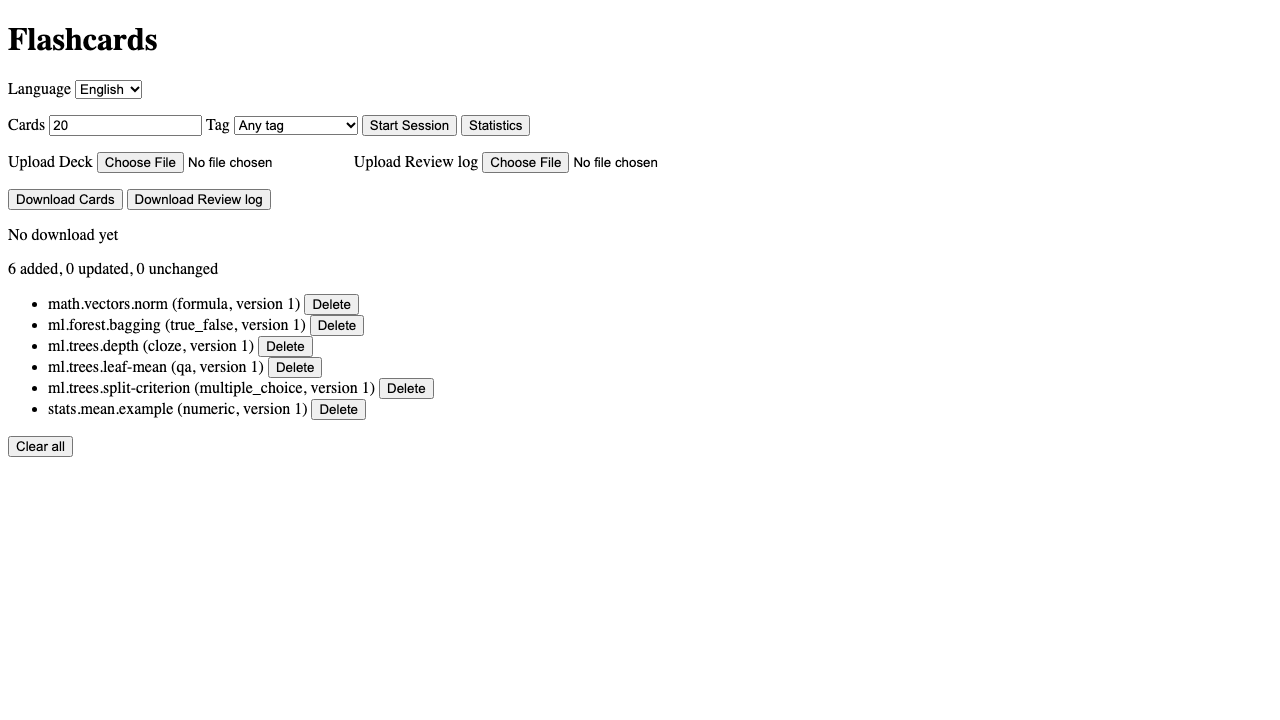 Flashcards
Language English
Cards 20 Tag Any tag Start Session Statistics
Upload Deck Choose File No file chosen Upload Review log Choose File No file chosen
Download Cards Download Review log
No download yet
6 added, 0 updated, 0 unchanged
• math.vectors.norm (formula, version 1) Delete
• ml.forest.bagging (true_false, version 1) Delete
• ml.trees.depth (cloze, version 1) Delete
• ml.trees.leaf-mean (qa, version 1) Delete
• ml.trees.split-criterion (multiple_choice, version 1) Delete
• stats.mean.example (numeric, version 1) Delete
Clear all